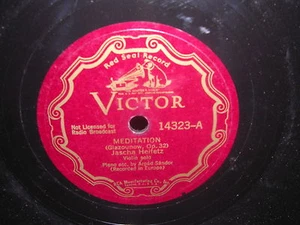 Red Seal Record
VICTOR
Not Licensed for
Radio Broadcast
14323-A
MEDITATION
(Glazounow, Op. 32)
Jascha Heifetz
Violin solo
Piano acc. by Árpád Sándor
(Recorded in Europe)